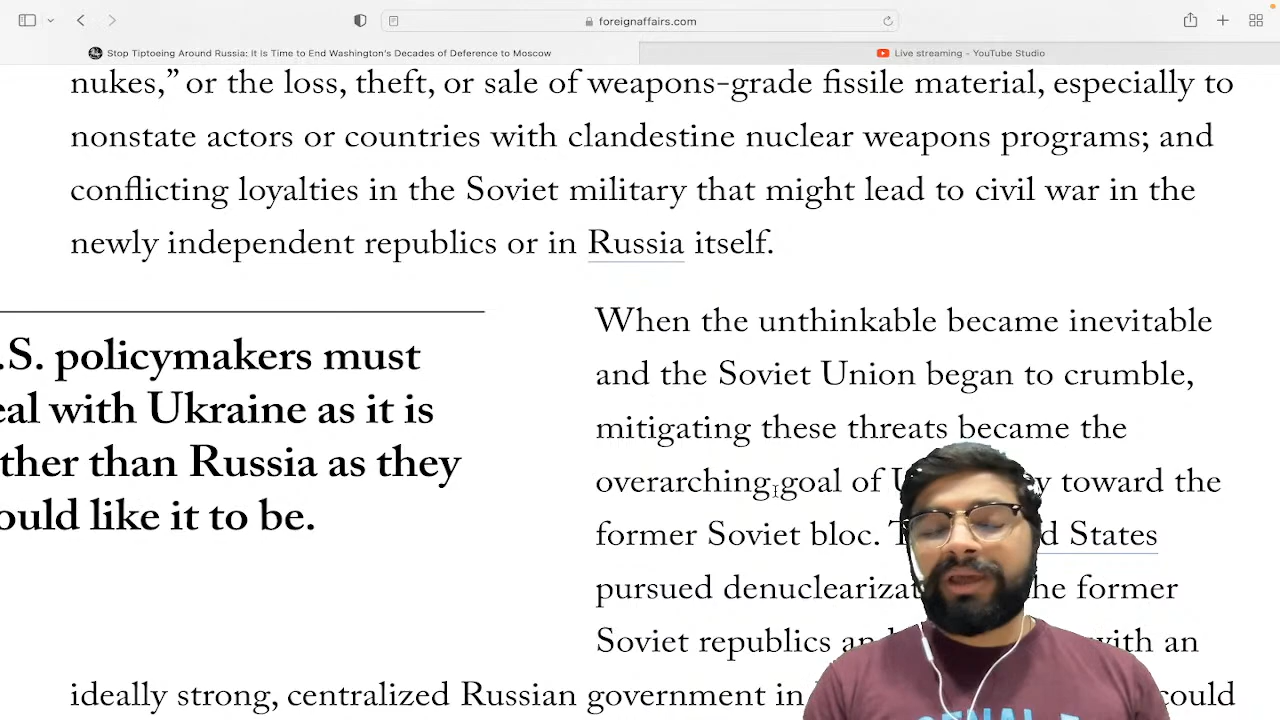 foreignaffairs.com
Stop Tiptoeing Around Russia: It Is Time to End Washington's Decades of Deference to Moscow
Live streaming - YouTube Studio
nukes,” or the loss, theft, or sale of weapons-grade fissile material, especially to
nonstate actors or countries with clandestine nuclear weapons programs; and
conflicting loyalties in the Soviet military that might lead to civil war in the
newly independent republics or in Russia itself.
.S. policymakers must
eal with Ukraine as it is
ther than Russia as they
ould like it to be.
When the unthinkable became inevitable
and the Soviet Union began to crumble,
mitigating these threats became the
overarching goal of toward the
former Soviet bloc. States
pursued the former
Soviet republics with an
ideally strong, centralized Russian government in could